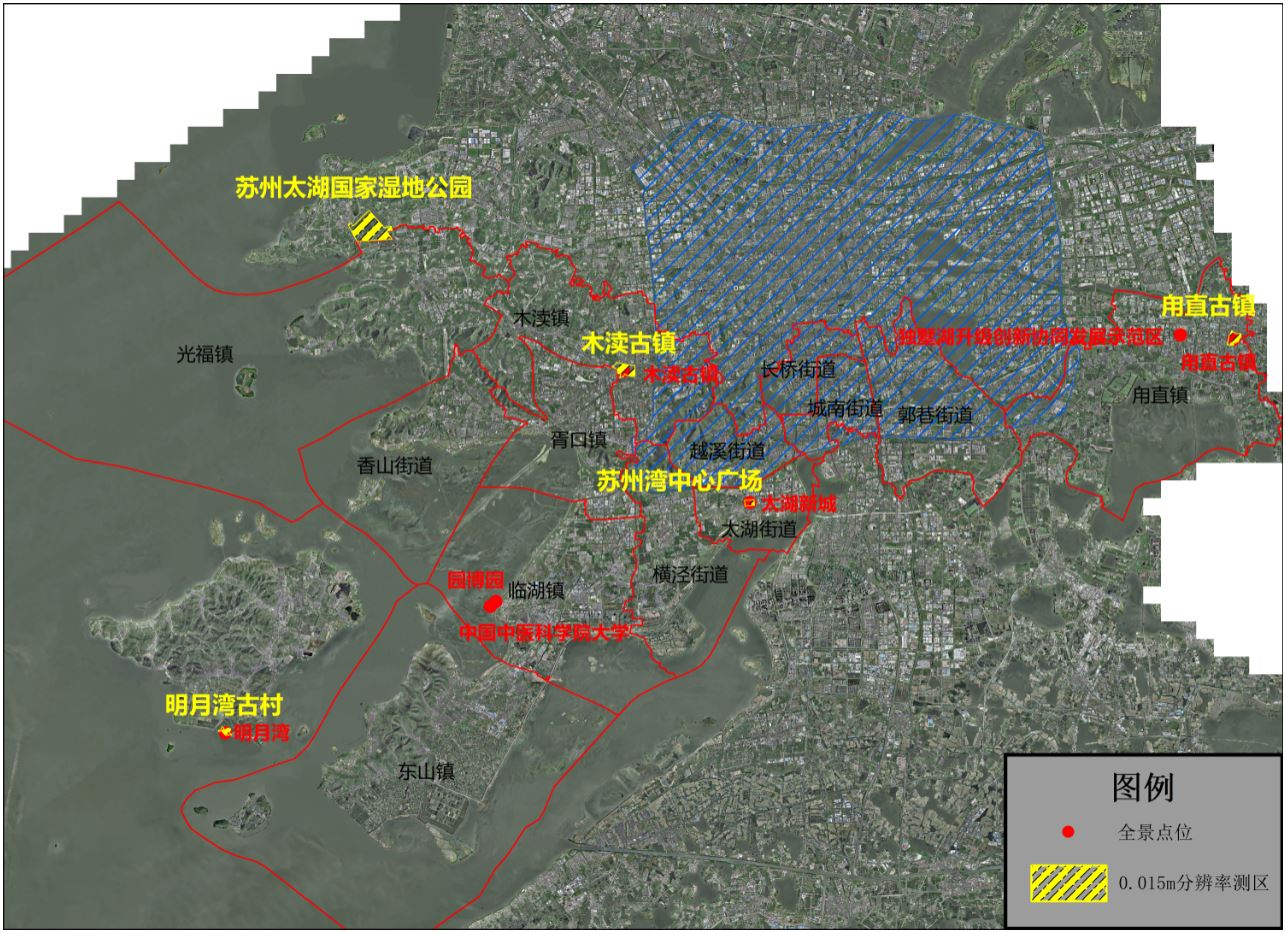 苏州太湖国家湿地公园
甪直古镇
木渎镇
独墅湖升级创新协同发展示范区
木渎古镇
光福镇
甪直古镇
长桥街道
木渎古镇
用直镇
城南街道
郭巷街道
胥口镇
越溪街道
香山街道
苏州湾中心广场
太湖新城
太湖街道
横泾街道
园博园
临湖镇
中国中医科学院大学
明月湾古村
明月湾
东山镇
图例
全景点位
0.015m分辨率测区